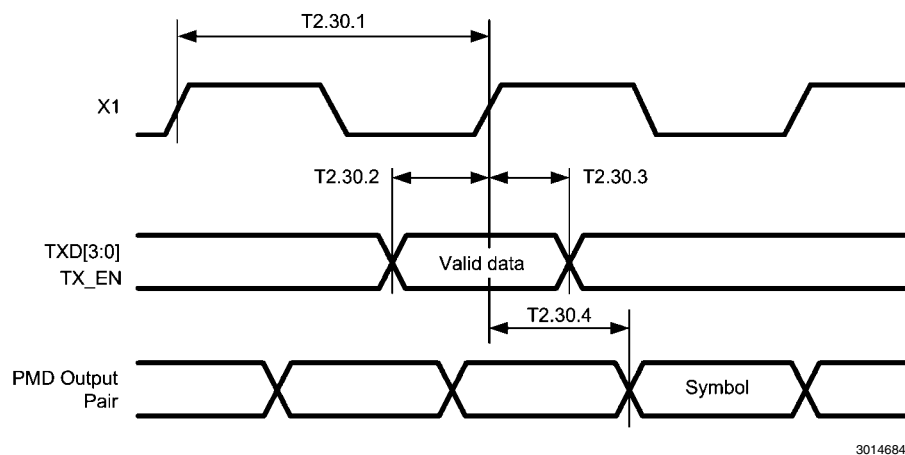 T2.30.1
X1
T2.30.2
T2.30.3
TXD[3:0]
TX_EN
Valid data
T2.30.4
PMD Output
Pair
Symbol
3014684